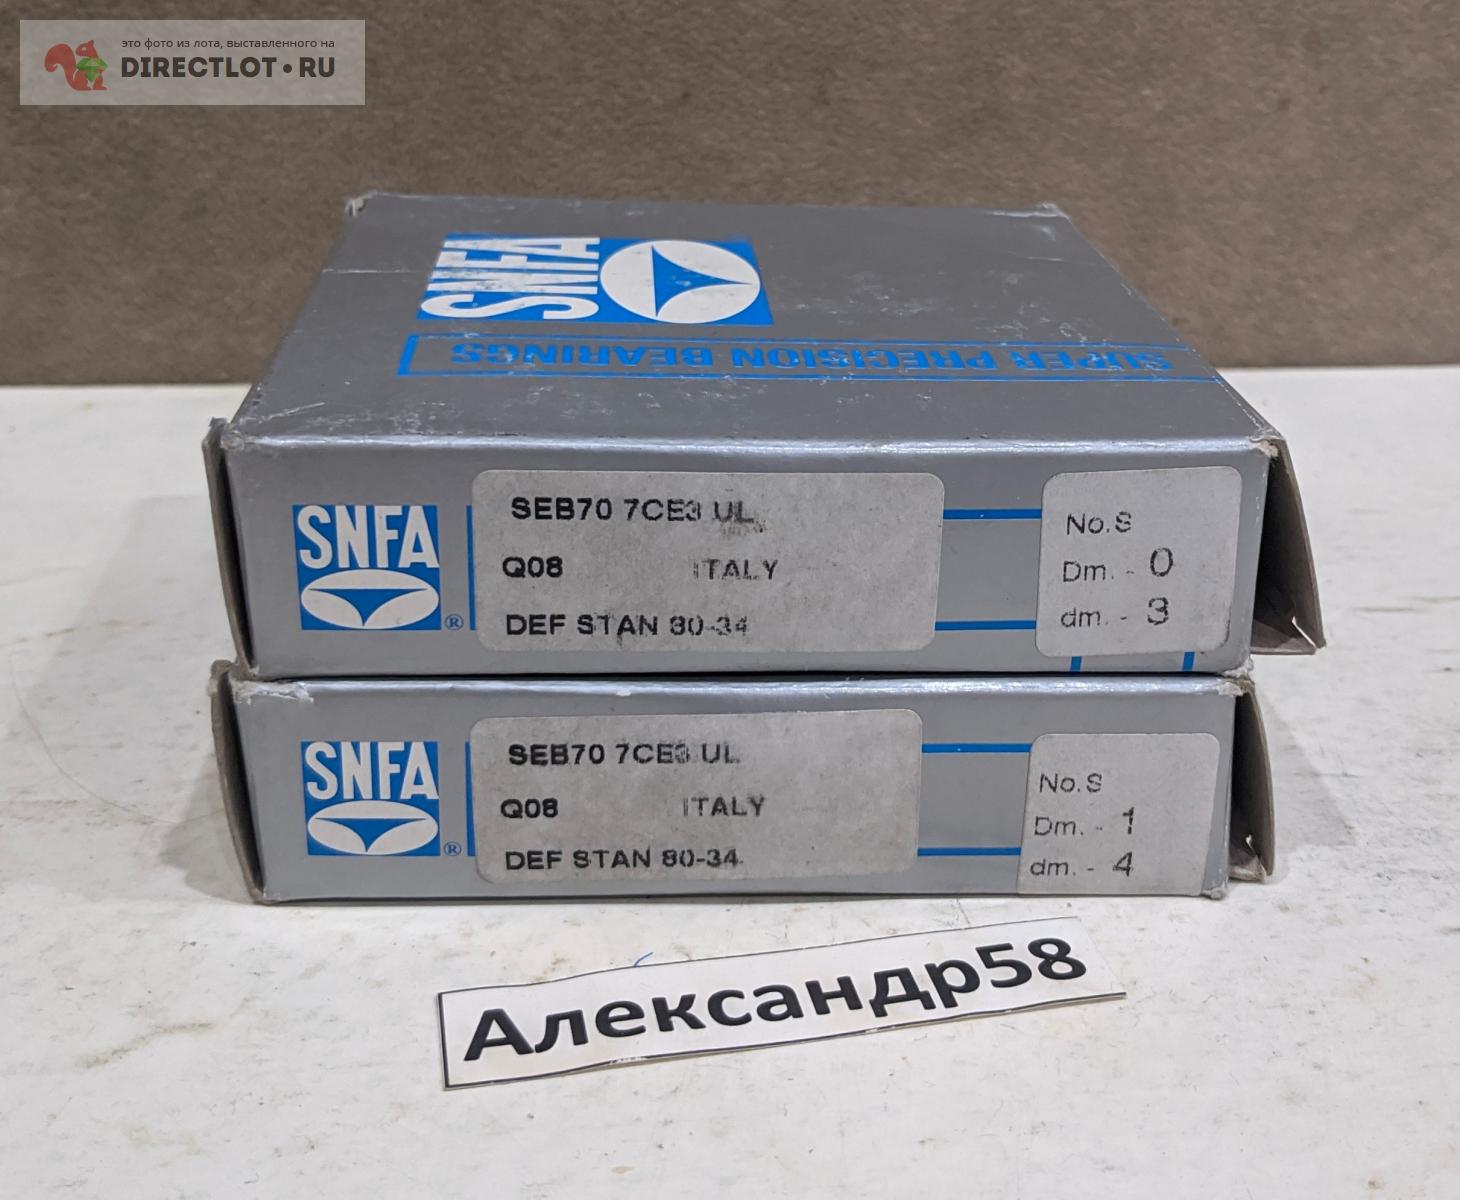 это фото из лота, выставленного на
DIRECTLOT•RU
SNFA
SUPER PRECISION BEARINGS
SNFA
®
SEB70 7CE3 UL
Q08 ITALY
DEF STAN 80-34
No.S
Dm. - 0
dm. - 3
SNFA
®
SEB70 7CE3 UL
Q08 ITALY
DEF STAN 80-34
No.S
Dm. - 1
dm. - 4
Александр58